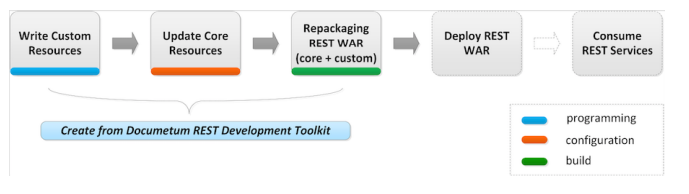 Write Custom
Resources
Update Core
Resources
Repackaging
REST WAR
(core + custom)
Deploy REST
WAR
Consume
REST Services
Create from Documetum REST Development Toolkit
programming
configuration
build